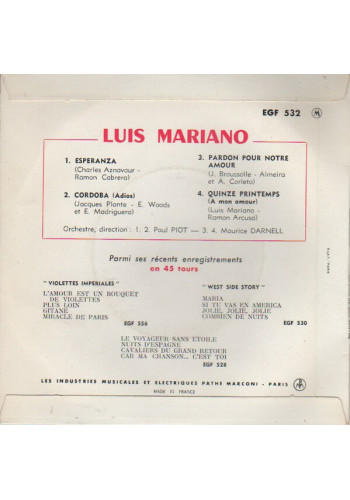 EGF 532 M
LUIS MARIANO
1. ESPERANZA
(Charles Aznavour -
Ramon Cabrera)
2. CORDOBA (Adios)
(Jacques Plante - E. Woods
et E. Madriguera)
3. PARDON POUR NOTRE
AMOUR
(J. Broussolle - Almeira
et A. Corleto)
4. QUINZE PRINTEMPS
(A mon amour)
(Luis Mariano -
Ramon Arcusa)
Orchestre, direction : 1. 2. Paul PIOT — 3. 4. Maurice DARNELL
Parmi ses récents enregistrements
en 45 tours
" VIOLETTES IMPERIALES "
L'AMOUR EST UN BOUQUET
DE VIOLETTES
PLUS LOIN
GITANE
MIRACLE DE PARIS
EGF 556
" WEST SIDE STORY "
MARIA
SI TU VAS EN AMERICA
JOLIE, JOLIE, JOLIE
COMBIEN DE NUITS
EGF 530
LE VOYAGEUR SANS ETOILE
NUITS D'ESPAGNE
CAVALIERS DU GRAND RETOUR
CAR MA CHANSON... C'EST TOI
EGF 528
LES INDUSTRIES MUSICALES ET ELECTRIQUES PATHE MARCONI - PARIS
MADE IN FRANCE